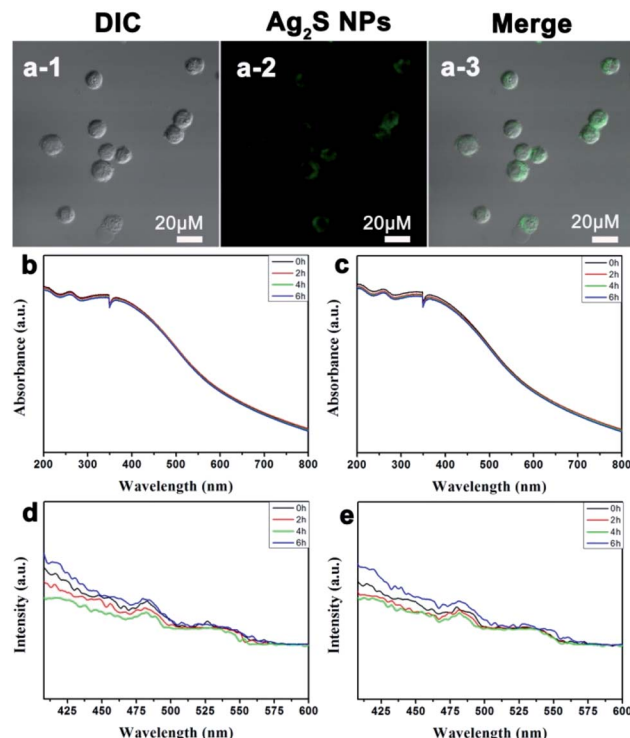 DIC Ag₂S NPs Merge
a-1 a-2 a-3
20μM 20μM 20μM
b c
0h 0h
2h 2h
4h 4h
6h 6h
Absorbance (a.u.) Absorbance (a.u.)
200 300 400 500 600 700 800 200 300 400 500 600 700 800
Wavelength (nm) Wavelength (nm)
d e
0h 0h
2h 2h
4h 4h
6h 6h
Intensity (a.u.) Intensity (a.u.)
425 450 475 500 525 550 575 600 425 450 475 500 525 550 575 600
Wavelength (nm) Wavelength (nm)